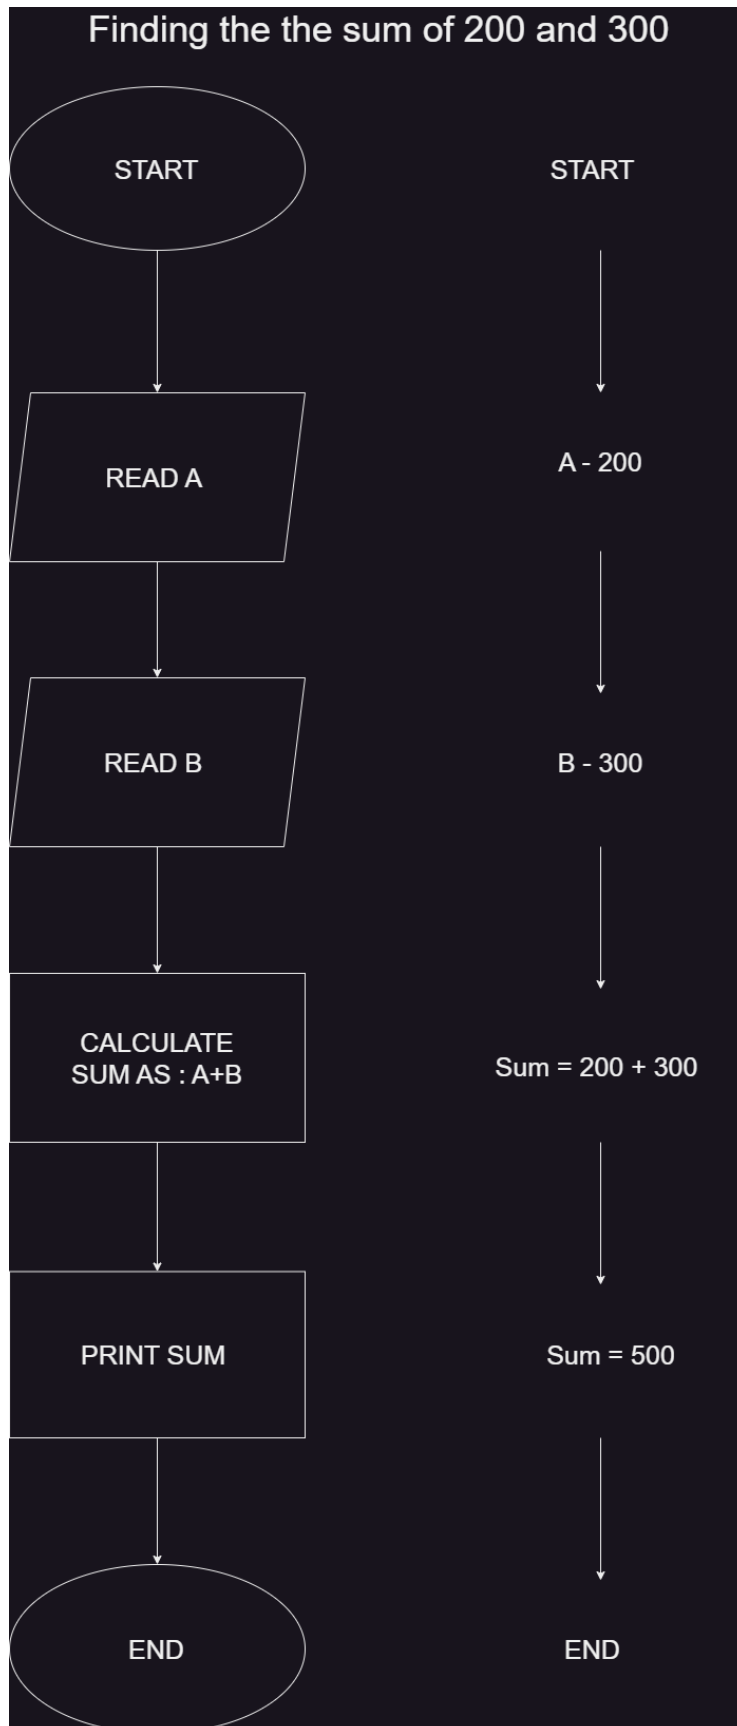 Finding the the sum of 200 and 300
START
START
READ A
A - 200
READ B
B - 300
CALCULATE
SUM AS : A+B
Sum = 200 + 300
PRINT SUM
Sum = 500
END
END